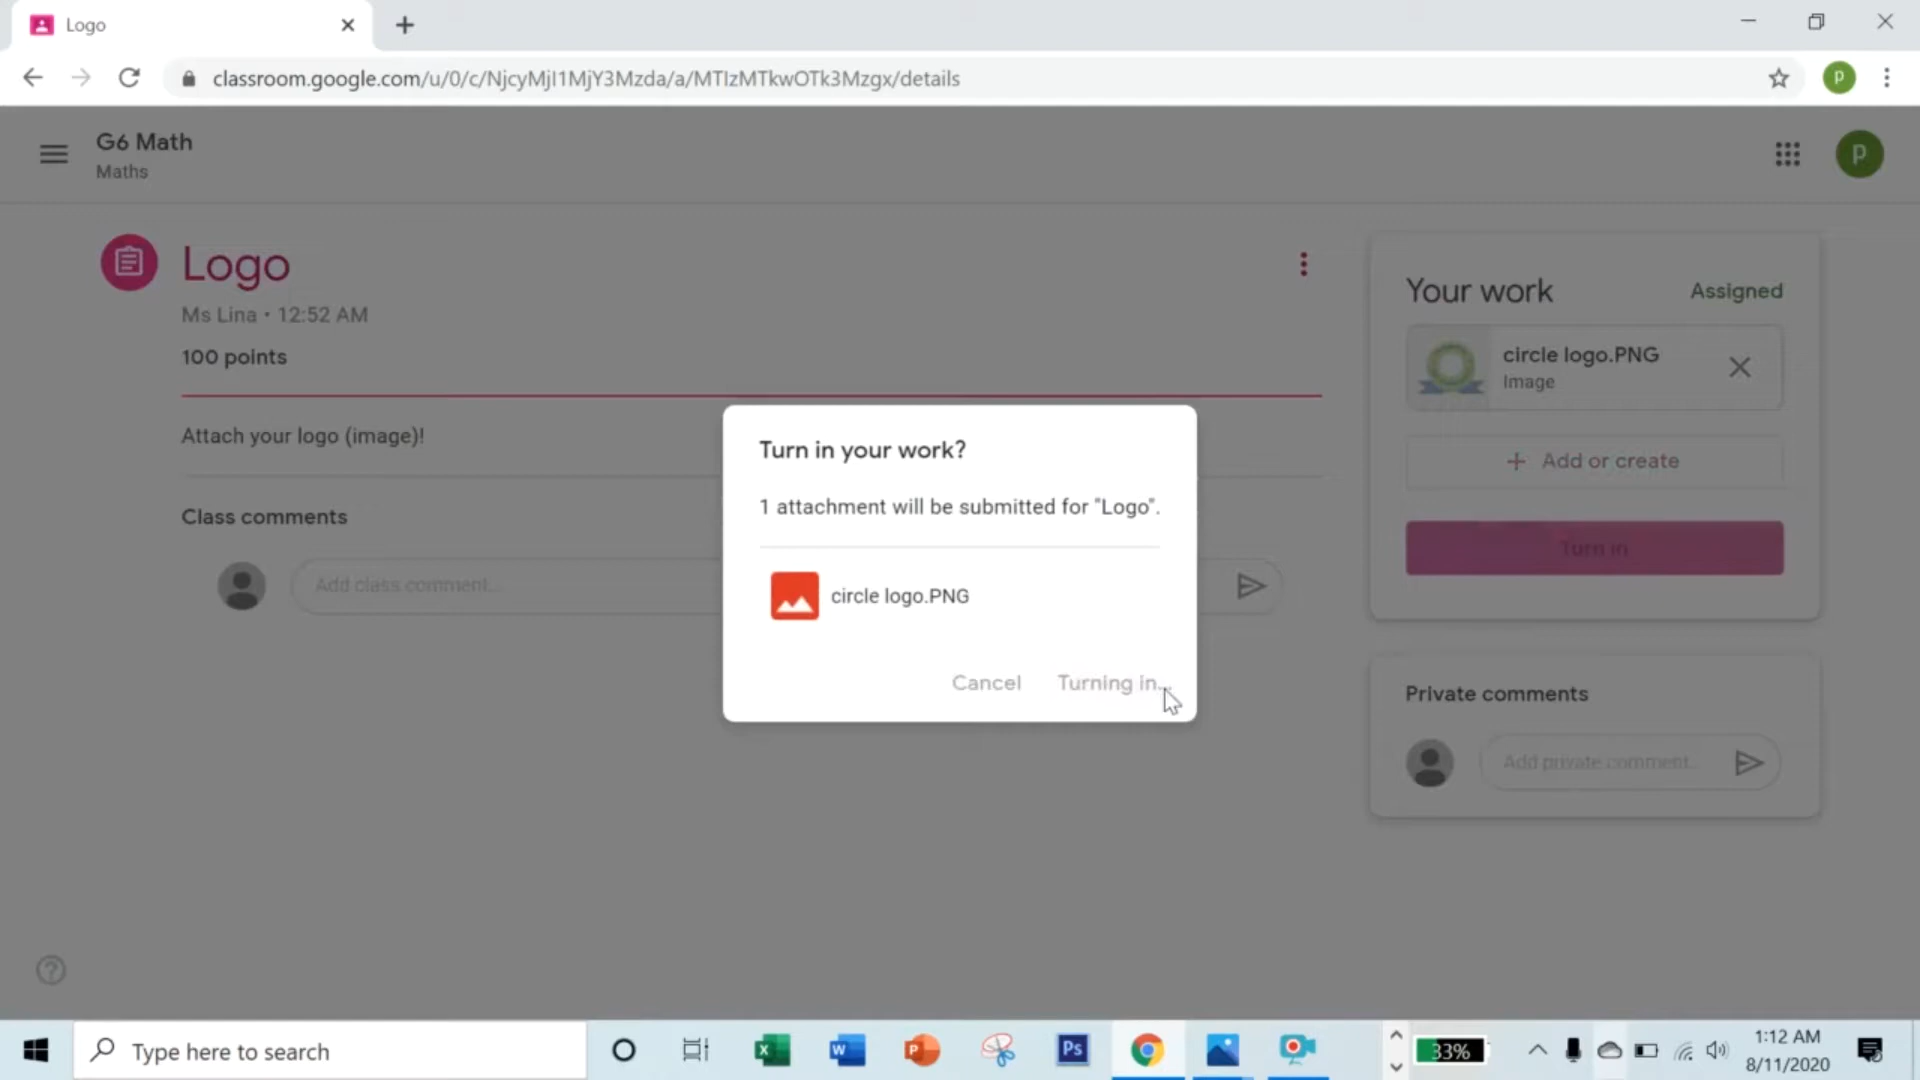 Logo
classroom.google.com/u/0/c/NjcyMjI1MjY3Mzda/a/MTIzMTkwOTk3Mzgx/details
p
G6 Math
Maths
p
Logo
Ms Lina • 12:52 AM
100 points
Attach your logo (image)!
Class comments
Add class comment...
Your work
Assigned
circle logo.PNG
Image
+ Add or create
Turn in
Private comments
Add private comment...
Turn in your work?
1 attachment will be submitted for "Logo".
circle logo.PNG
Cancel
Turning in...
Type here to search
X
W
P
Ps
33%
1:12 AM
8/11/2020